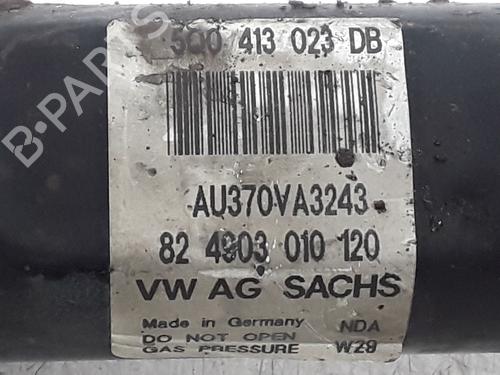 5Q0 413 023 DB
AU370VA3243
82 4903 010 120
VW AG SACHS
Made in Germany NDA
DO NOT OPEN
GAS PRESSURE W29
B-PARTS